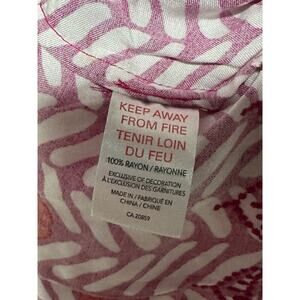 KEEP AWAY
FROM FIRE
TENIR LOIN
DU FEU
100% RAYON / RAYONNE
EXCLUSIVE OF DECORATION
À L'EXCLUSION DES GARNITURES
MADE IN / FABRIQUÉ EN
CHINA / CHINE
CA 20859